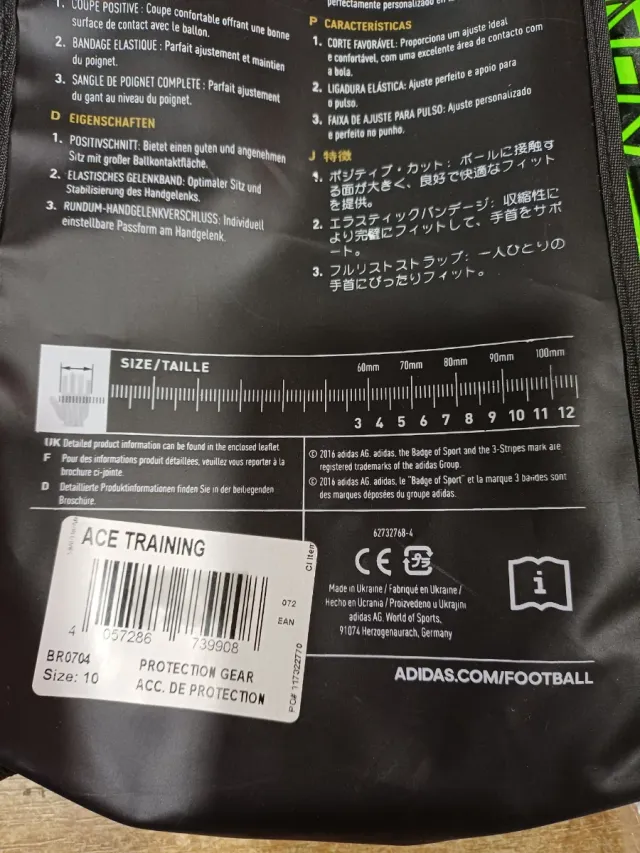 1. COUPE POSITIVE : Coupe confortable offrant une bonne
surface de contact avec le ballon.
2. BANDAGE ELASTIQUE : Parfait ajustement et maintien
du poignet.
3. SANGLE DE POIGNET COMPLETE : Parfait ajustement
du gant au niveau du poignet.
D EIGENSCHAFTEN
1. POSITIVSCHNITT: Bietet einen guten und angenehmen
Sitz mit großer Ballkontaktfläche.
2. ELASTISCHES GELENKBAND: Optimaler Sitz und
Stabilisierung des Handgelenks.
3. RUNDUM-HANDGELENKVERSCHLUSS: Individuell
einstellbare Passform am Handgelenk.
perfectamente personalizado en
P CARACTERÍSTICAS
1. CORTE FAVORÁVEL: Proporciona um ajuste ideal
e confortável, com uma excelente área de contacto com
a bola.
2. LIGADURA ELÁSTICA: Ajuste perfeito e apoio para
o pulso.
3. FAIXA DE AJUSTE PARA PULSO: Ajuste personalizado
e perfeito no punho.
J 特徴
1. ポジティブ・カット: ボールに接触す
る面が大きく、良好で快適なフィット
を提供。
2. エラスティックバンデージ: 収縮性に
より完璧にフィットして、手首をサポ
ート。
3. フルリストストラップ: 一人ひとりの
手首にぴったりフィット。
SIZE/TAILLE
60mm 70mm 80mm 90mm 100mm
3 4 5 6 7 8 9 10 11 12
UK Detailed product information can be found in the enclosed leaflet
F Pour des informations produit détaillées, veuillez vous reporter à la
brochure ci-jointe.
D Detaillierte Produktinformationen finden Sie in der beiliegenden
Broschüre.
© 2016 adidas AG. adidas, the Badge of Sport and the 3-Stripes mark are
registered trademarks of the adidas Group.
© 2016 adidas AG. adidas, le "Badge of Sport" et la marque 3 bandes sont
des marques déposées du groupe adidas.
ACE TRAINING
CI Item
072
EAN
4 057286 739908
BR0704
Size: 10
PROTECTION GEAR
ACC. DE PROTECTION
PO# 117322770
62732768-4
CE
Made in Ukraine / Fabriqué en Ukraine /
Hecho en Ucrania / Proizvedeno u Ukrajini
adidas AG, World of Sports,
91074 Herzogenaurach, Germany
i
ADIDAS.COM/FOOTBALL